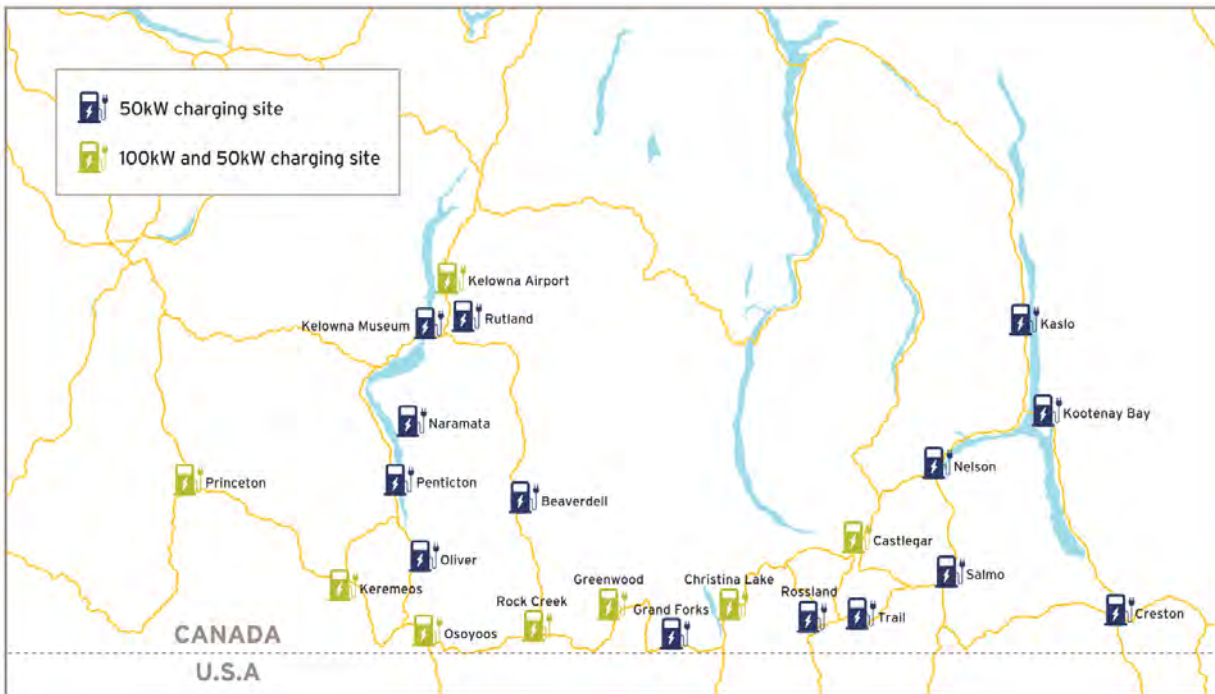 50kW charging site
100kW and 50kW charging site
Kelowna Airport
Kelowna Museum
Rutland
Kaslo
Naramata
Kootenay Bay
Nelson
Princeton
Penticton
Beaverdell
Castlegar
Oliver
Salmo
Keremeos
Greenwood
Christina Lake
Rossland
Rock Creek
Grand Forks
Trail
Creston
Osoyoos
CANADA
U.S.A